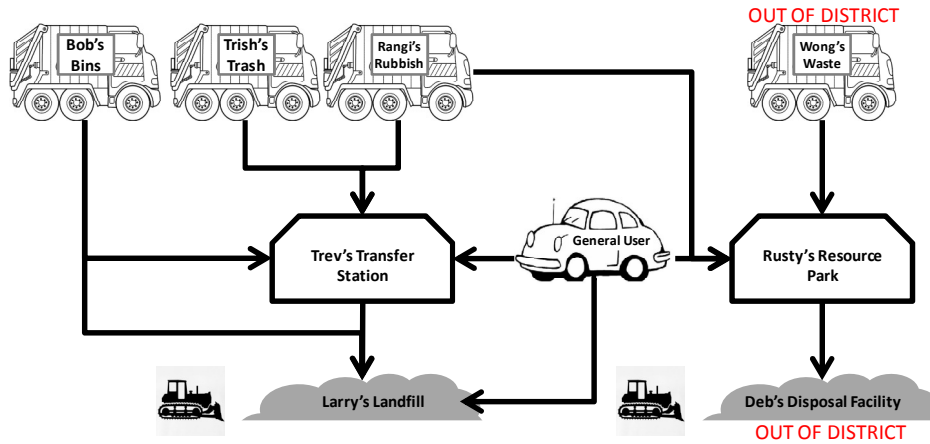 OUT OF DISTRICT
Bob's
Bins
Trish's
Trash
Rangi's
Rubbish
Wong's
Waste
General User
Trev's Transfer
Station
Rusty's Resource
Park
Larry's Landfill
Deb's Disposal Facility
OUT OF DISTRICT